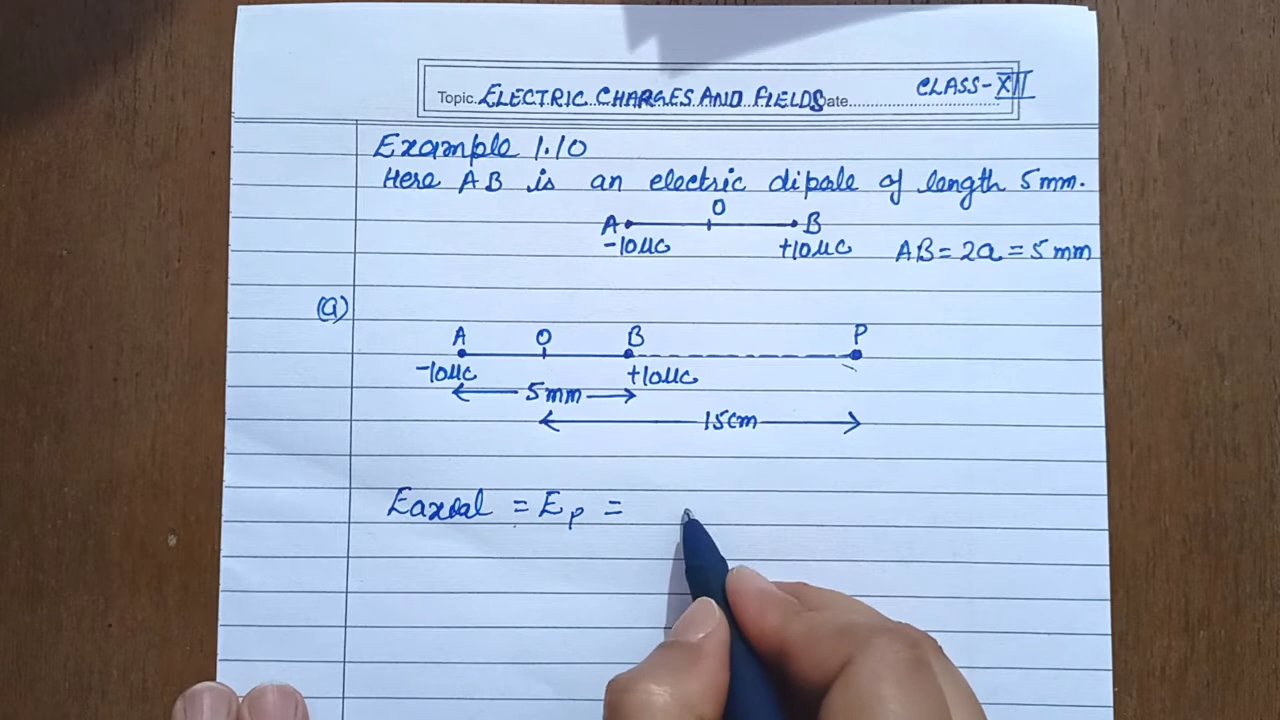 CLASS-XII
Topic. ELECTRIC CHARGES AND FIELDS Date
Example 1.10
Here AB is an electric dipole of length 5mm.
A O B
-10μC +10μC AB = 2a = 5mm
(a)
A O B P
-10μC +10μC
5mm
15cm
Eaxial = Ep =